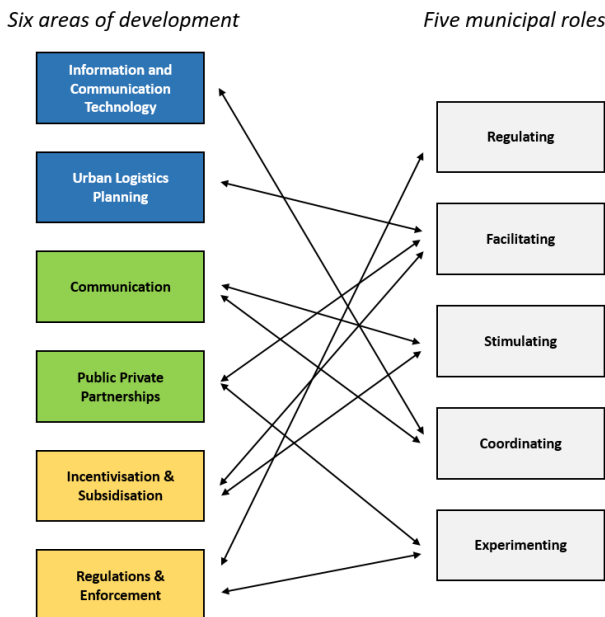 Six areas of development
Five municipal roles
Information and
Communication
Technology
Urban Logistics
Planning
Communication
Public Private
Partnerships
Incentivisation &
Subsidisation
Regulations &
Enforcement
Regulating
Facilitating
Stimulating
Coordinating
Experimenting